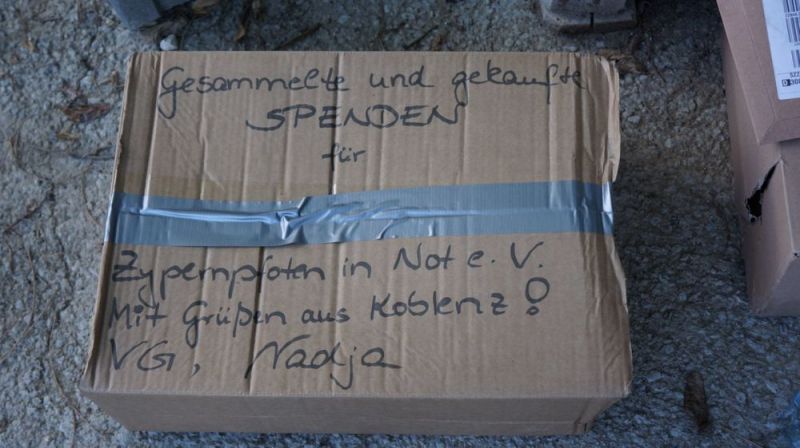 Gesammelte und gekaufte
SPENDEN
für
Zypernpfoten in Not e. V.
Mit Grüßen aus Koblenz!
VG, Nadja